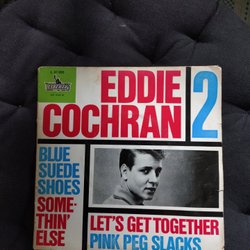 EDDIE
COCHRAN
2
BLUE
SUEDE
SHOES
SOME-
THIN'
ELSE
LET'S GET TOGETHER
PINK PEG SLACKS